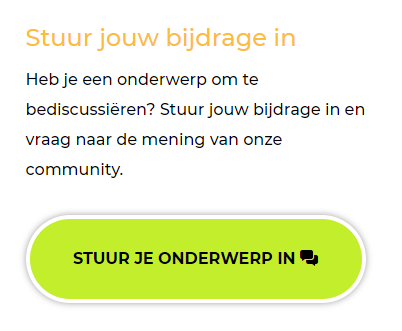 Stuur jouw bijdrage in
Heb je een onderwerp om te
bediscussiëren? Stuur jouw bijdrage in en
vraag naar de mening van onze
community.
STUUR JE ONDERWERP IN